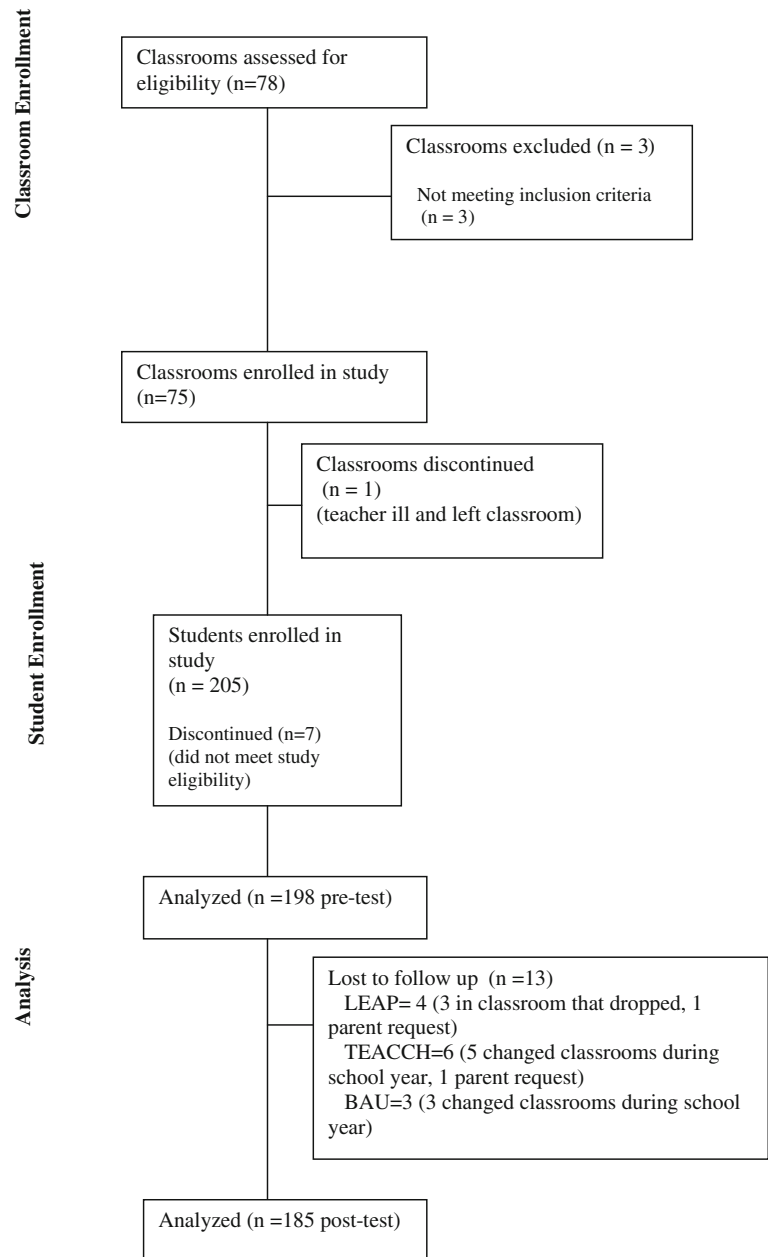 Classroom Enrollment
Classrooms assessed for
eligibility (n=78)
Classrooms excluded (n = 3)
Not meeting inclusion criteria
(n = 3)
Classrooms enrolled in study
(n=75)
Classrooms discontinued
(n = 1)
(teacher ill and left classroom)
Student Enrollment
Students enrolled in
study
(n = 205)
Discontinued (n=7)
(did not meet study
eligibility)
Analysis
Analyzed (n =198 pre-test)
Lost to follow up (n =13)
LEAP= 4 (3 in classroom that dropped, 1
parent request)
TEACCH=6 (5 changed classrooms during
school year, 1 parent request)
BAU=3 (3 changed classrooms during school
year)
Analyzed (n =185 post-test)